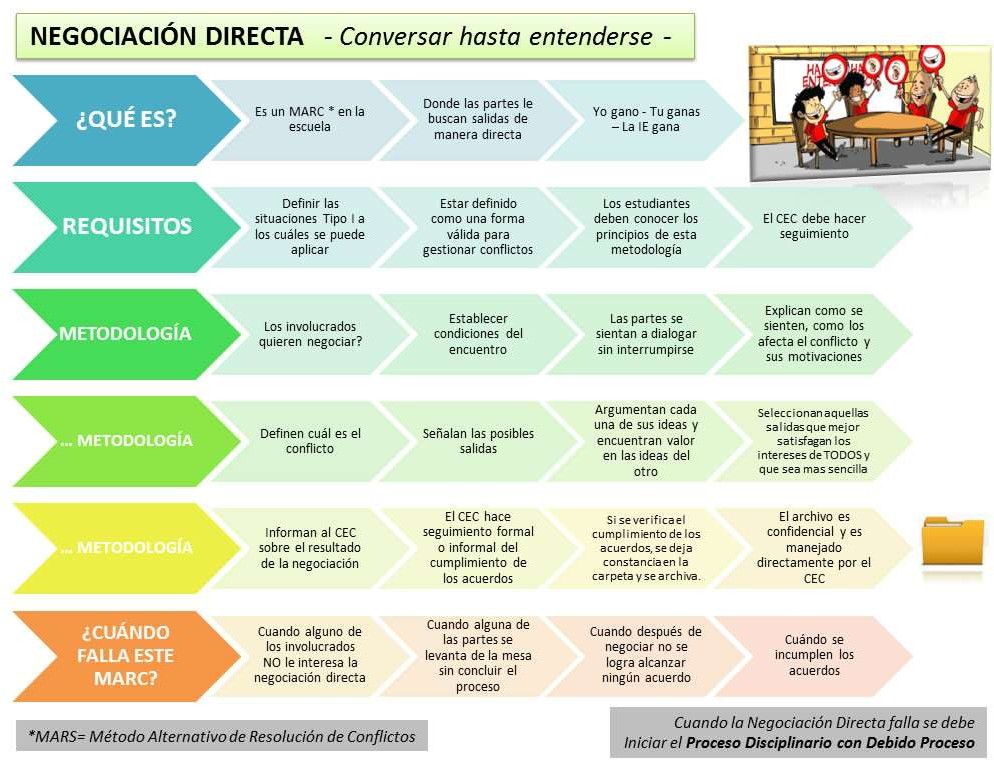 NEGOCIACIÓN DIRECTA - Conversar hasta entenderse -
¿QUÉ ES?
Es un MARC * en la
escuela
Donde las partes le
buscan salidas de
manera directa
Yo gano - Tu ganas
– La IE gana
REQUISITOS
Definir las
situaciones Tipo I a
los cuáles se puede
aplicar
Estar definido
como una forma
válida para
gestionar conflictos
Los estudiantes
deben conocer los
principios de esta
metodología
El CEC debe hacer
seguimiento
METODOLOGÍA
Los involucrados
quieren negociar?
Establecer
condiciones del
encuentro
Las partes se
sientan a dialogar
sin interrumpirse
Explican como se
sienten, como los
afecta el conflicto y
sus motivaciones
... METODOLOGÍA
Definen cuál es el
conflicto
Señalan las posibles
salidas
Argumentan cada
una de sus ideas y
encuentran valor
en las ideas del
otro
Seleccionan aquellas
salidas que mejor
satisfagan los
intereses de TODOS y
que sea mas sencilla
... METODOLOGÍA
Informan al CEC
sobre el resultado
de la negociación
El CEC hace
seguimiento formal
o informal del
cumplimiento de
los acuerdos
Si se verifica el
cumplimiento de los
acuerdos, se deja
constancia en la
carpeta y se archiva.
El archivo es
confidencial y es
manejado
directamente por el
CEC
¿CUÁNDO
FALLA ESTE
MARC?
Cuando alguno de
los involucrados
NO le interesa la
negociación directa
Cuando alguna de
las partes se
levanta de la mesa
sin concluir el
proceso
Cuando después de
negociar no se
logra alcanzar
ningún acuerdo
Cuándo se
incumplen los
acuerdos
*MARS= Método Alternativo de Resolución de Conflictos
Cuando la Negociación Directa falla se debe
Iniciar el Proceso Disciplinario con Debido Proceso